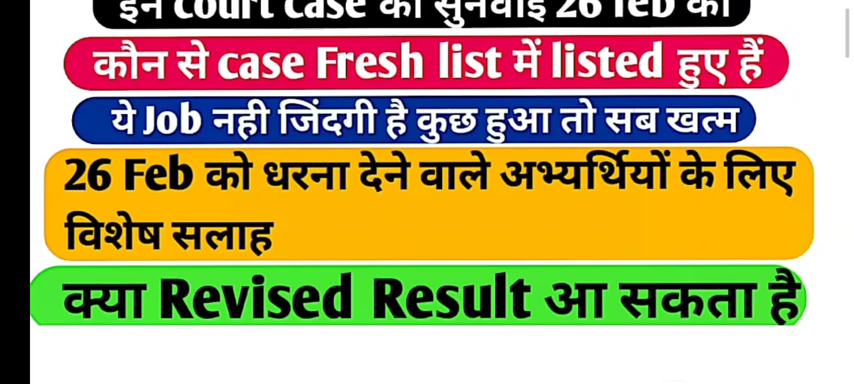 इन court case की सुनवाई 26 feb को
कौन से case Fresh list में listed हुए हैं
ये Job नही जिंदगी है कुछ हुआ तो सब खत्म
26 Feb को धरना देने वाले अभ्यर्थियों के लिए
विशेष सलाह
क्या Revised Result आ सकता है